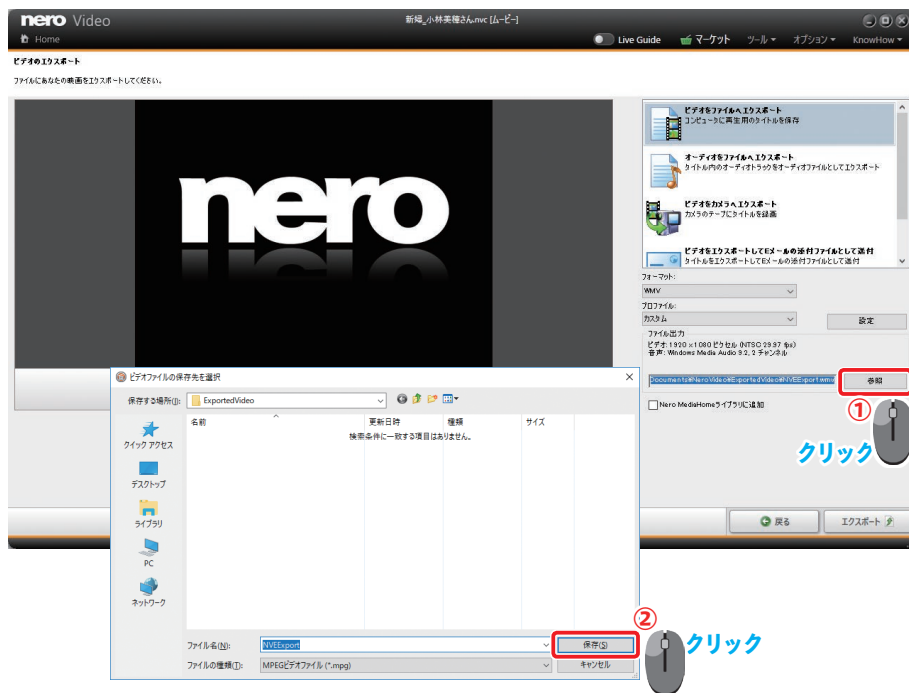 nero Video
新婦_小林美穂さん.nvc [ムービー]
Home
Live Guide
マーケット
ツール
オプション
KnowHow
ビデオのエクスポート
ファイルにあなたの映画をエクスポートしてください。
nero
ビデオをファイルへエクスポート
コンピュータに再生用のタイトルを保存
オーディオをファイルへエクスポート
タイトル内のオーディオトラックをオーディオファイルとしてエクスポート
ビデオをカメラへエクスポート
カメラのテープにタイトルを録画
ビデオをエクスポートしてEメールの添付ファイルとして送付
タイトルをエクスポートしてEメールの添付ファイルとして送付
フォーマット:
WMV
プロファイル:
カスタム
設定
ファイル出力
ビデオ: 1920 x 1080 ピクセル (NTSC 29.97 fps)
音声: Windows Media Audio 9.2, 2 チャンネル
Documents¥NeroVideo¥ExportedVideo¥NVEExport.wmv
参照
Nero MediaHomeライブラリに追加
①
クリック
戻る
エクスポート
ビデオファイルの保存先を選択
保存する場所(I):
ExportedVideo
名前
更新日時
種類
サイズ
検索条件に一致する項目はありません。
クイック アクセス
デスクトップ
ライブラリ
PC
ネットワーク
ファイル名(N):
NVEExport
保存(S)
ファイルの種類(T):
MPEGビデオファイル (*.mpg)
キャンセル
②
クリック